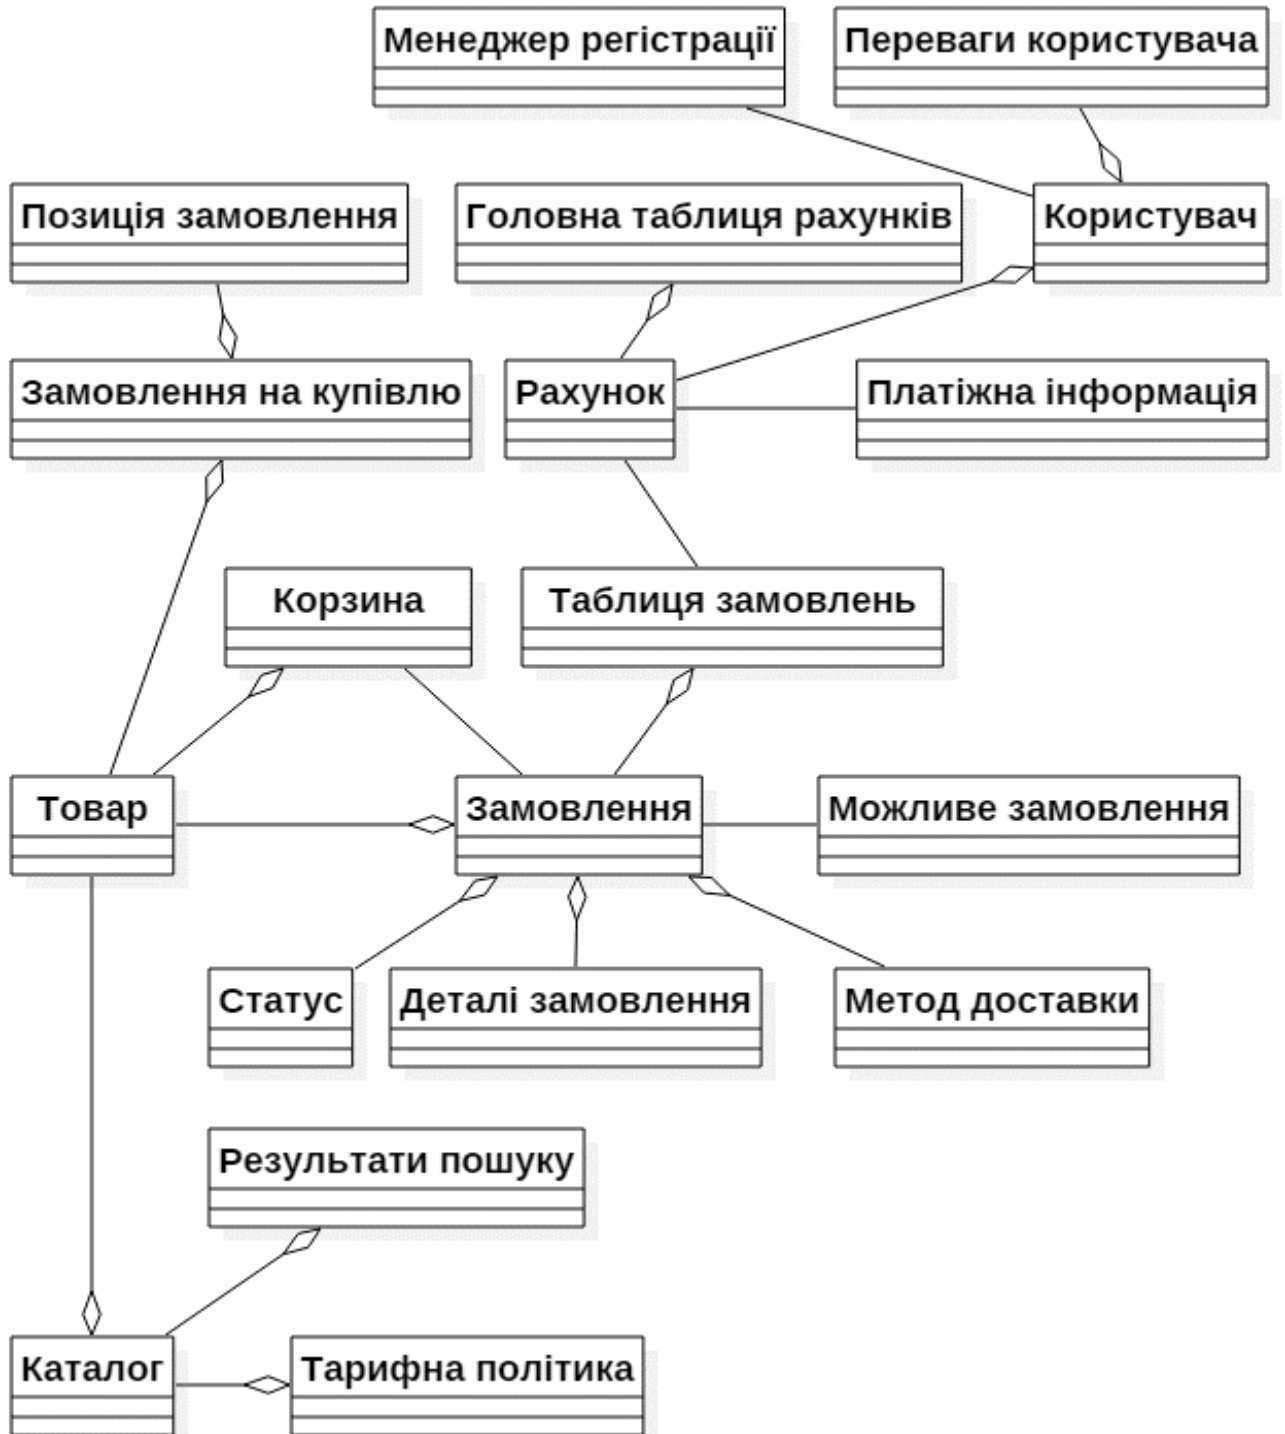 Менеджер регістрації
Переваги користувача
Позиція замовлення
Головна таблиця рахунків
Користувач
Замовлення на купівлю
Рахунок
Платіжна інформація
Корзина
Таблиця замовлень
Товар
Замовлення
Можливе замовлення
Статус
Деталі замовлення
Метод доставки
Результати пошуку
Каталог
Тарифна політика